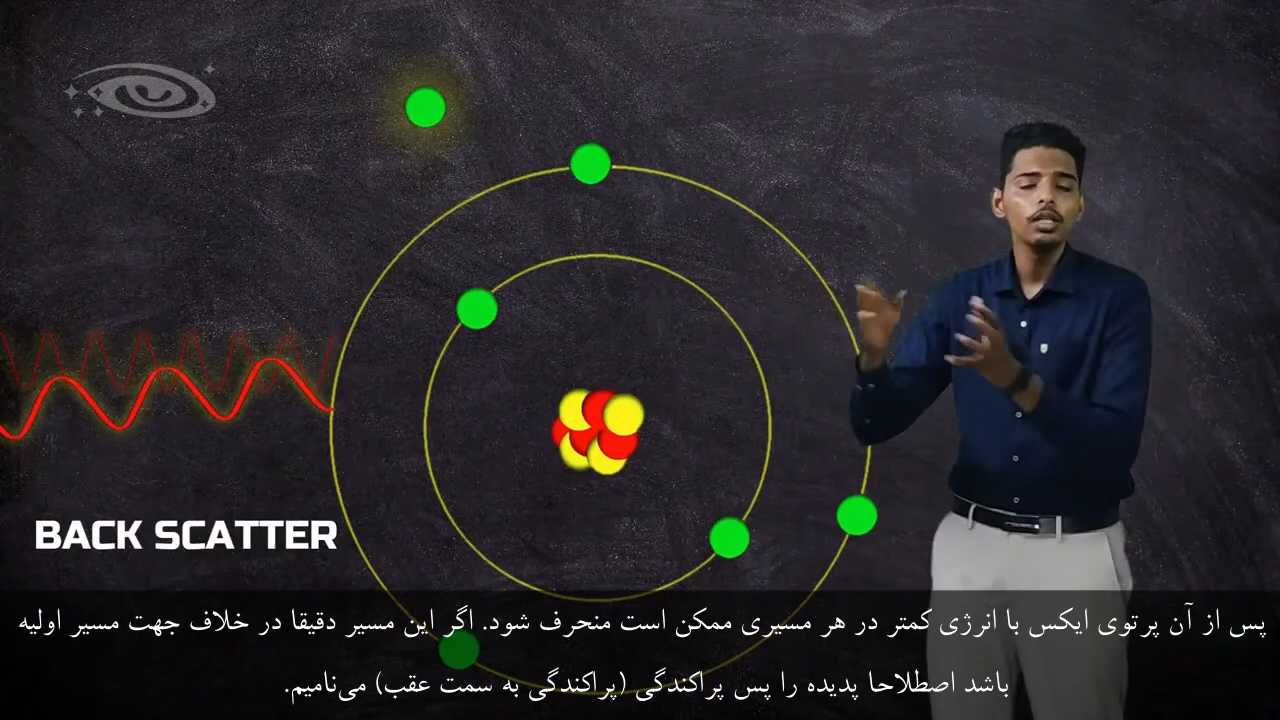 BACK SCATTER
پس از آن پرتوی ایکس با انرژی کمتر در هر مسیری ممکن است منحرف شود. اگر این مسیر دقیقا در خلاف جهت مسیر اولیه
باشد اصطلاحا پدیده را پس پراکندگی (پراکندگی به سمت عقب) می‌نامیم.